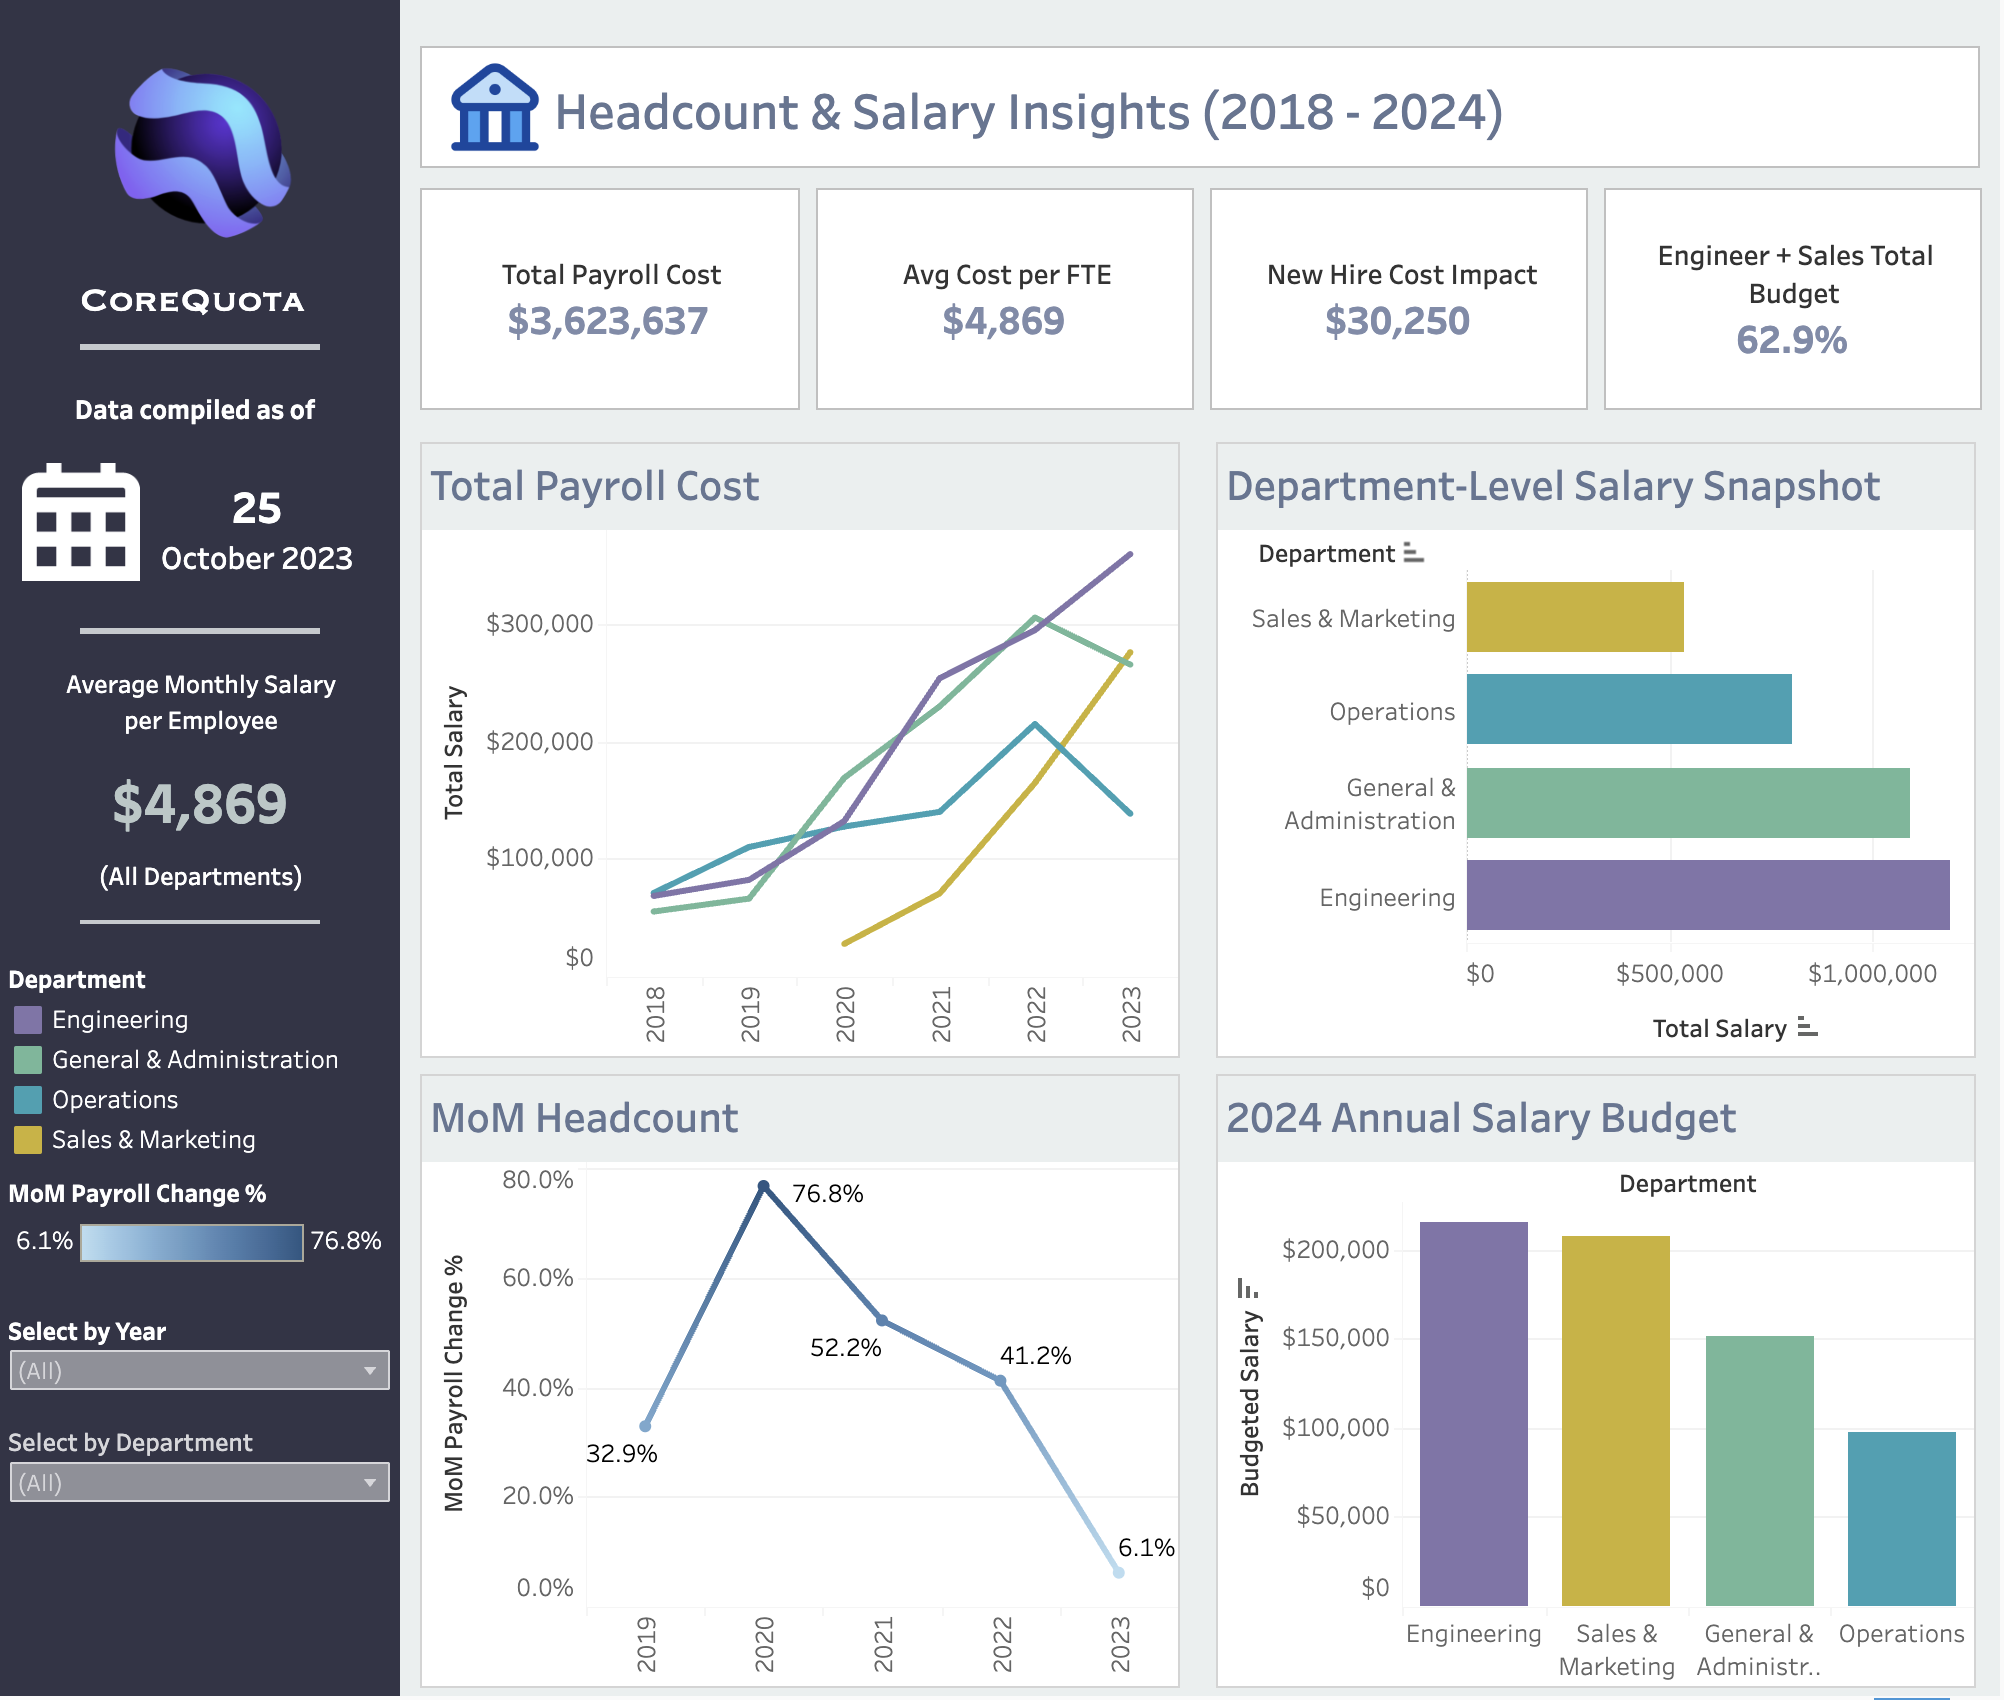 COREQUOTA
Data compiled as of
25
October 2023
Average Monthly Salary
per Employee
$4,869
(All Departments)
Department
Engineering
General & Administration
Operations
Sales & Marketing
MoM Payroll Change %
6.1%
76.8%
Select by Year
(All)
Select by Department
(All)
Headcount & Salary Insights (2018 - 2024)
Total Payroll Cost
$3,623,637
Avg Cost per FTE
$4,869
New Hire Cost Impact
$30,250
Engineer + Sales Total
Budget
62.9%
Total Payroll Cost
Total Salary
$300,000
$200,000
$100,000
$0
2018
2019
2020
2021
2022
2023
Department-Level Salary Snapshot
Department
Sales & Marketing
Operations
General &
Administration
Engineering
$0
$500,000
$1,000,000
Total Salary
MoM Headcount
MoM Payroll Change %
80.0%
60.0%
40.0%
20.0%
0.0%
32.9%
76.8%
52.2%
41.2%
6.1%
2019
2020
2021
2022
2023
2024 Annual Salary Budget
Department
Budgeted Salary
$200,000
$150,000
$100,000
$50,000
$0
Engineering
Sales &
Marketing
General &
Administr..
Operations